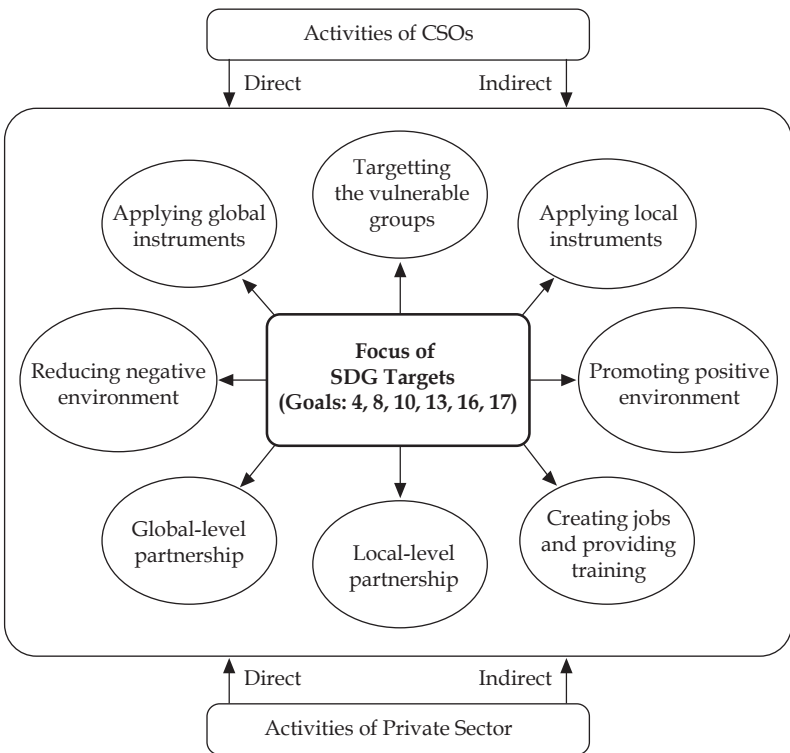 Activities of CSOs
Direct
Indirect
Targetting
the vulnerable
groups
Applying global
instruments
Applying local
instruments
Focus of
SDG Targets
(Goals: 4, 8, 10, 13, 16, 17)
Reducing negative
environment
Promoting positive
environment
Global-level
partnership
Local-level
partnership
Creating jobs
and providing
training
Direct
Indirect
Activities of Private Sector